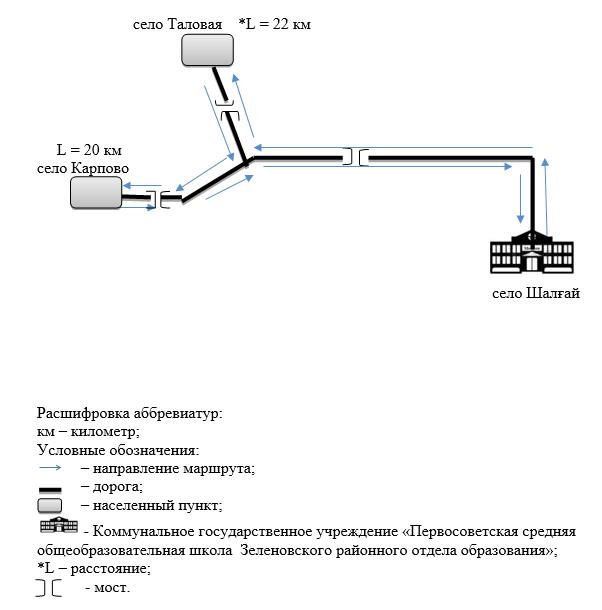 село Таловая *L = 22 км
L = 20 км
село Карпово
село Шалғай
Расшифровка аббревиатур:
км – километр;
Условные обозначения:
– направление маршрута;
– дорога;
– населенный пункт;
- Коммунальное государственное учреждение «Первосоветская средняя
общеобразовательная школа Зеленовского районного отдела образования»;
*L – расстояние;
- мост.